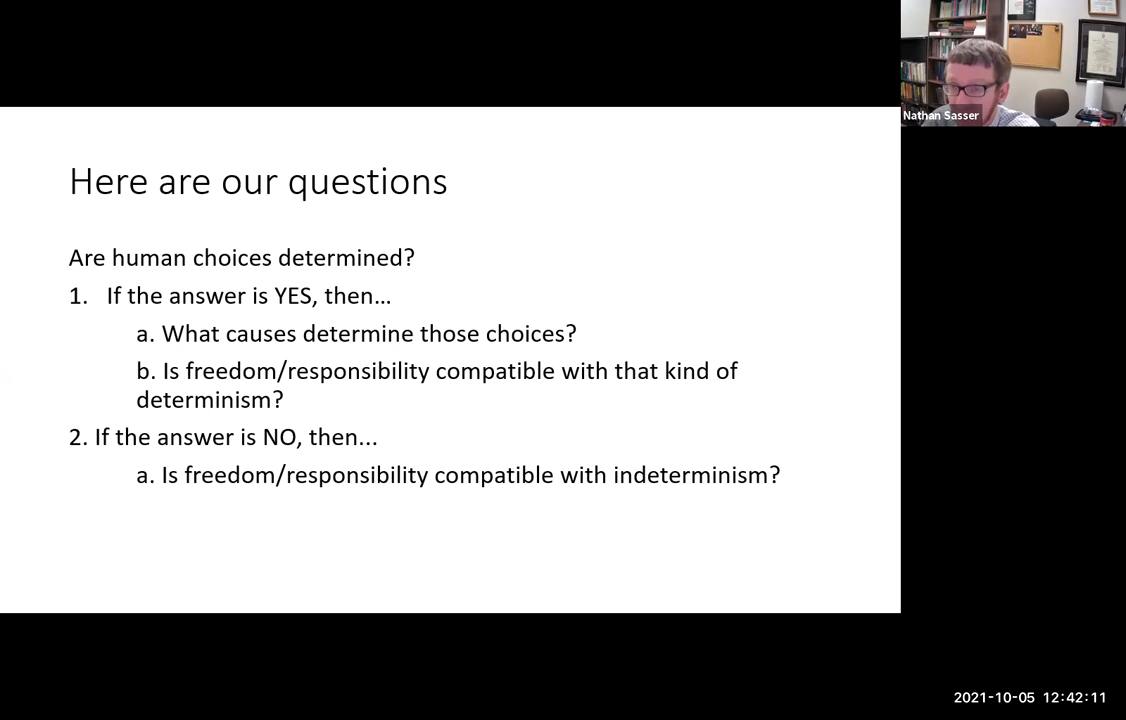 Here are our questions
Are human choices determined?
1. If the answer is YES, then…
a. What causes determine those choices?
b. Is freedom/responsibility compatible with that kind of
determinism?
2. If the answer is NO, then...
a. Is freedom/responsibility compatible with indeterminism?
Nathan Sasser
2021-10-05 12:42:11